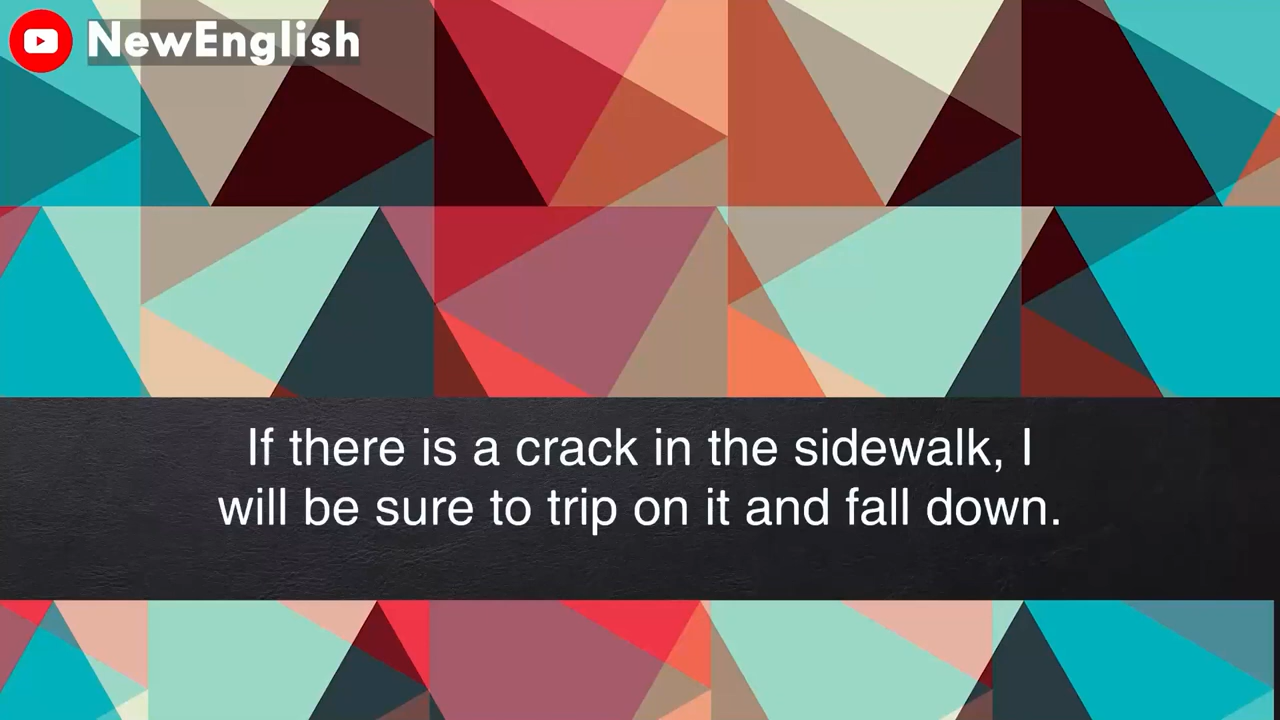 NewEnglish
If there is a crack in the sidewalk, I
will be sure to trip on it and fall down.